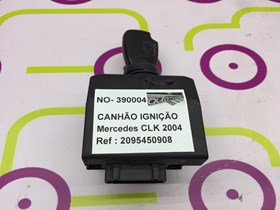 NO- 390004
CANHÃO IGNIÇÃO
Mercedes CLK 2004
Ref : 2095450908